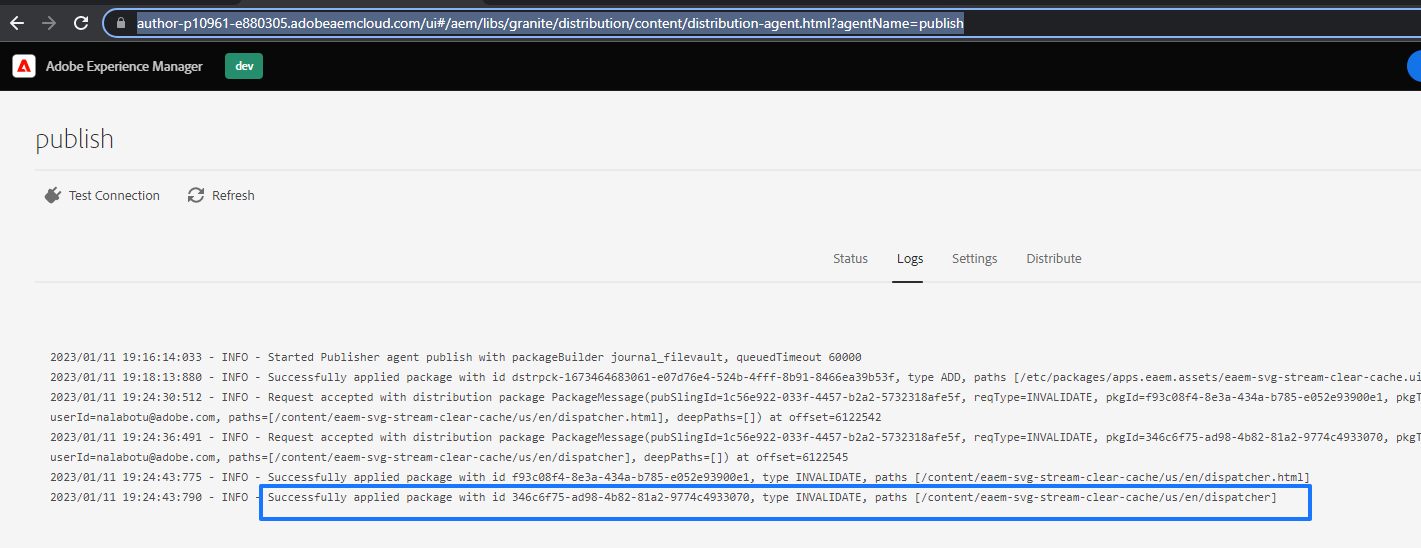 author-p10961-e880305.adobeaemcloud.com/ui#/aem/libs/granite/distribution/content/distribution-agent.html?agentName=publish
Adobe Experience Manager
dev
publish
Test Connection
Refresh
Status
Logs
Settings
Distribute
2023/01/11 19:16:14:033 - INFO - Started Publisher agent publish with packageBuilder journal_filevault, queuedTimeout 60000
2023/01/11 19:18:13:880 - INFO - Successfully applied package with id dstrpck-1673464683061-e07d76e4-524b-4fff-8b91-8466ea39b53f, type ADD, paths [/etc/packages/apps.eaem.assets/eaem-svg-stream-clear-cache.ui
2023/01/11 19:24:30:512 - INFO - Request accepted with distribution package PackageMessage(pubSlingId=1c56e922-033f-4457-b2a2-5732318afe5f, reqType=INVALIDATE, pkgId=f93c08f4-8e3a-434a-b785-e052e93900e1, pkgT
userId=nalabotu@adobe.com, paths=[/content/eaem-svg-stream-clear-cache/us/en/dispatcher.html], deepPaths=[]) at offset=6122542
2023/01/11 19:24:36:491 - INFO - Request accepted with distribution package PackageMessage(pubSlingId=1c56e922-033f-4457-b2a2-5732318afe5f, reqType=INVALIDATE, pkgId=346c6f75-ad98-4b82-81a2-9774c4933070, pkgT
userId=nalabotu@adobe.com, paths=[/content/eaem-svg-stream-clear-cache/us/en/dispatcher], deepPaths=[]) at offset=6122545
2023/01/11 19:24:43:775 - INFO - Successfully applied package with id f93c08f4-8e3a-434a-b785-e052e93900e1, type INVALIDATE, paths [/content/eaem-svg-stream-clear-cache/us/en/dispatcher.html]
2023/01/11 19:24:43:790 - INFO - Successfully applied package with id 346c6f75-ad98-4b82-81a2-9774c4933070, type INVALIDATE, paths [/content/eaem-svg-stream-clear-cache/us/en/dispatcher]